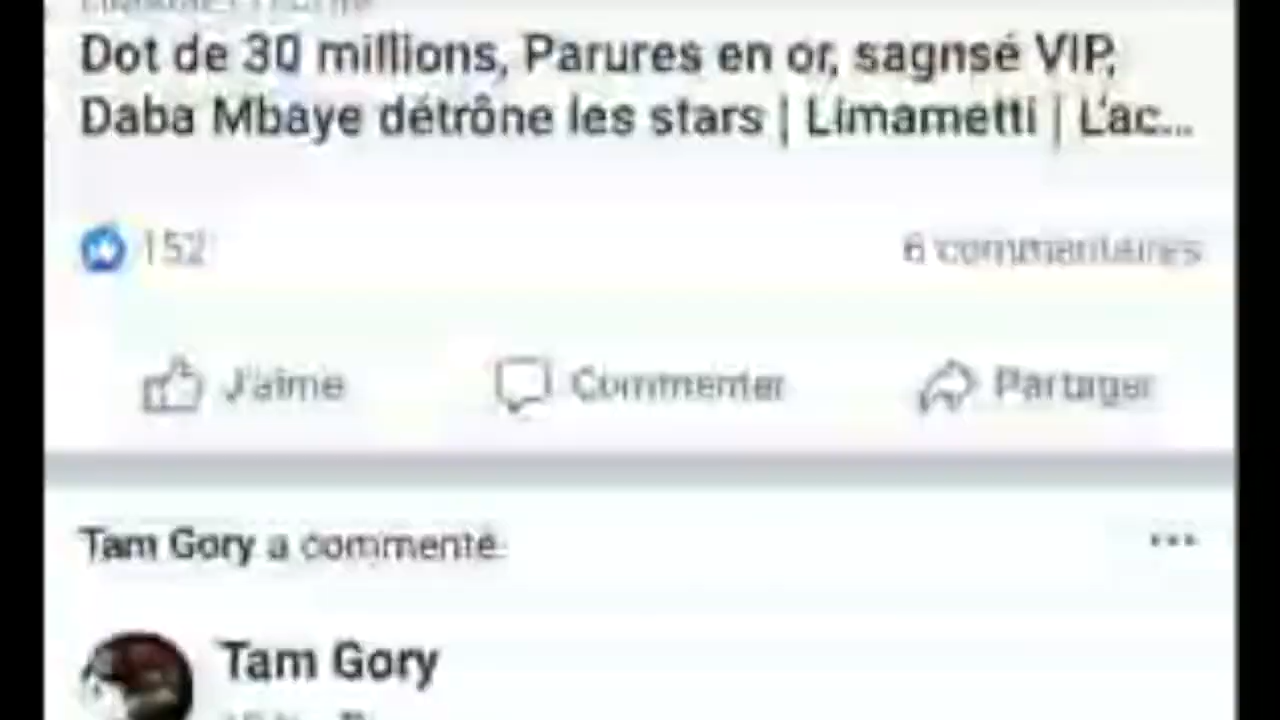 Dot de 30 millions, Parures en or, sagnsé VIP,
Daba Mbaye détrône les stars | Limametti | L'ac...
152
6 commentaires
J'aime
Commenter
Partager
Tam Gory a commenté.
...
Tam Gory